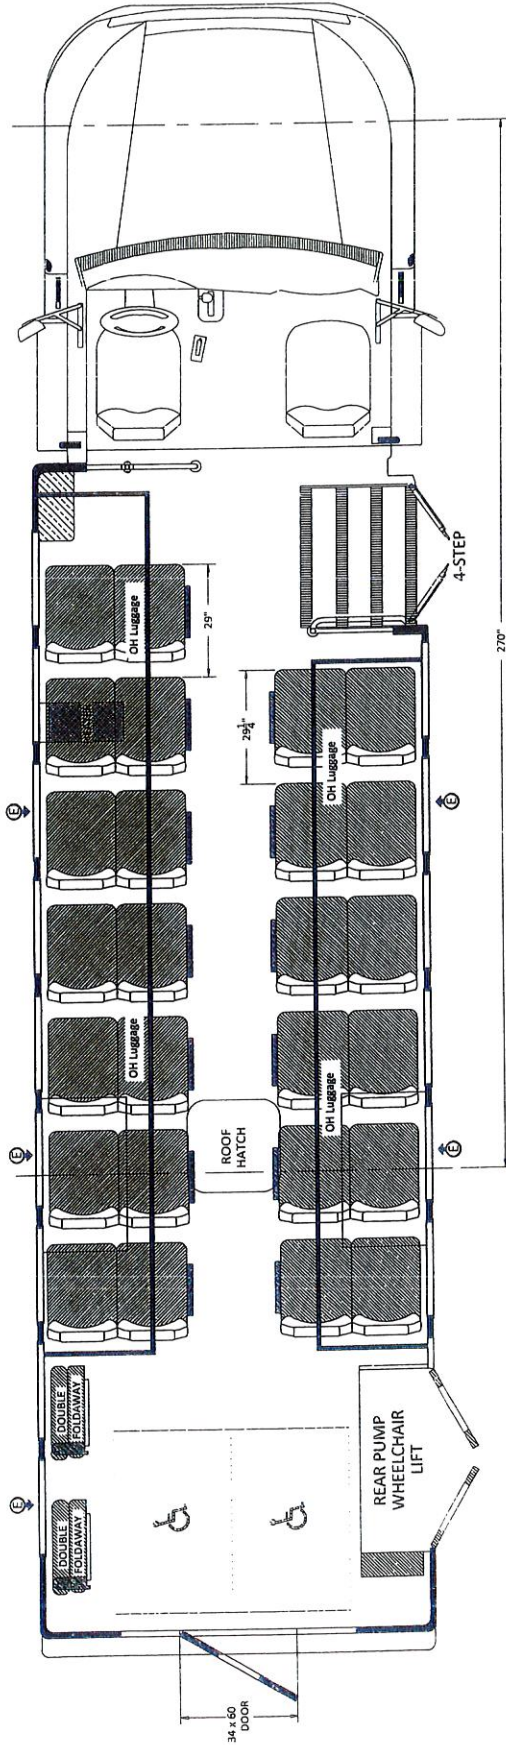 4-STEP
270"
OH Luggage
29"
29¼"
OH Luggage
E
E
OH Luggage
OH Luggage
ROOF
HATCH
E
E
DOUBLE
FOLDAWAY
DOUBLE
FOLDAWAY
E
REAR PUMP
WHEELCHAIR
LIFT
34 x 60
DOOR